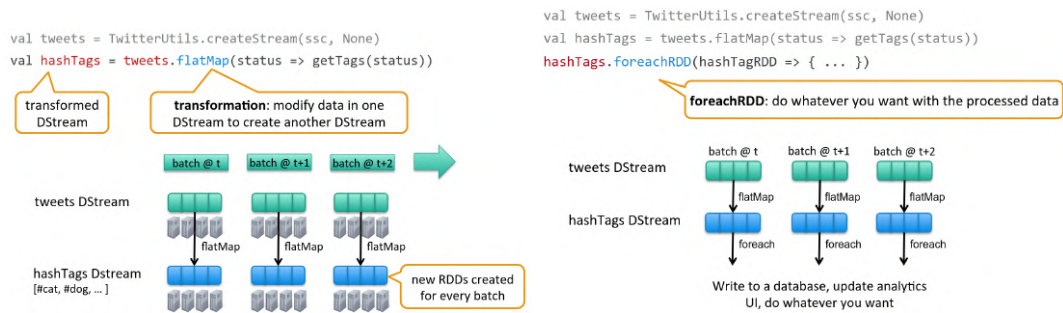 val tweets = TwitterUtils.createStream(ssc, None)
val hashTags = tweets.flatMap(status => getTags(status))
transformed
DStream
transformation: modify data in one
DStream to create another DStream
batch @ t
batch @ t+1
batch @ t+2
tweets DStream
flatMap
flatMap
flatMap
hashTags Dstream
[#cat, #dog, … ]
new RDDs created
for every batch
val tweets = TwitterUtils.createStream(ssc, None)
val hashTags = tweets.flatMap(status => getTags(status))
hashTags.foreachRDD(hashTagRDD => { ... })
foreachRDD: do whatever you want with the processed data
batch @ t
batch @ t+1
batch @ t+2
tweets DStream
flatMap
flatMap
flatMap
hashTags DStream
foreach
foreach
foreach
Write to a database, update analytics
UI, do whatever you want